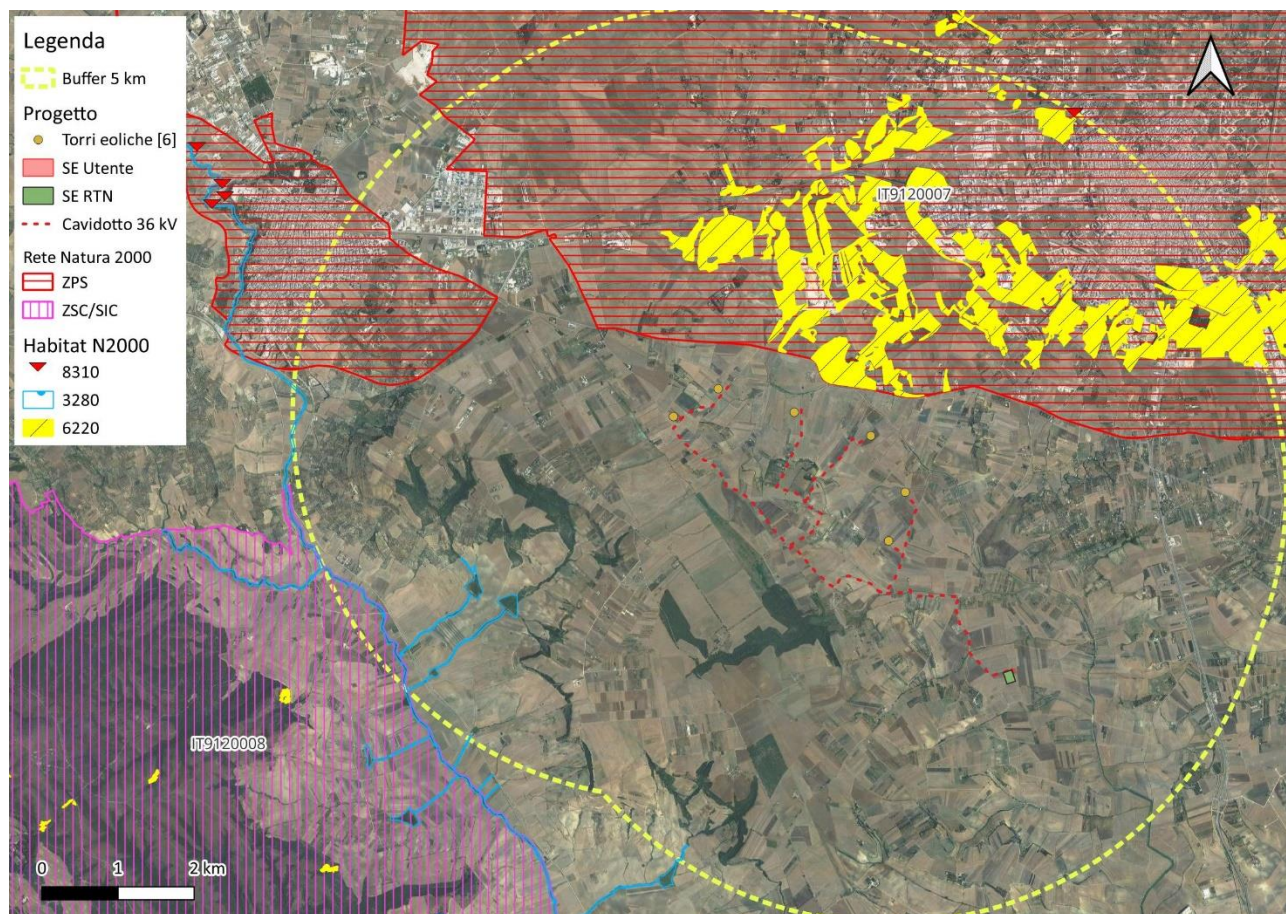 Legenda
Buffer 5 km
Progetto
Torri eoliche [6]
SE Utente
SE RTN
Cavidotto 36 kV
Rete Natura 2000
ZPS
ZSC/SIC
Habitat N2000
8310
3280
6220
IT9120007
IT9120008
0 1 2 km